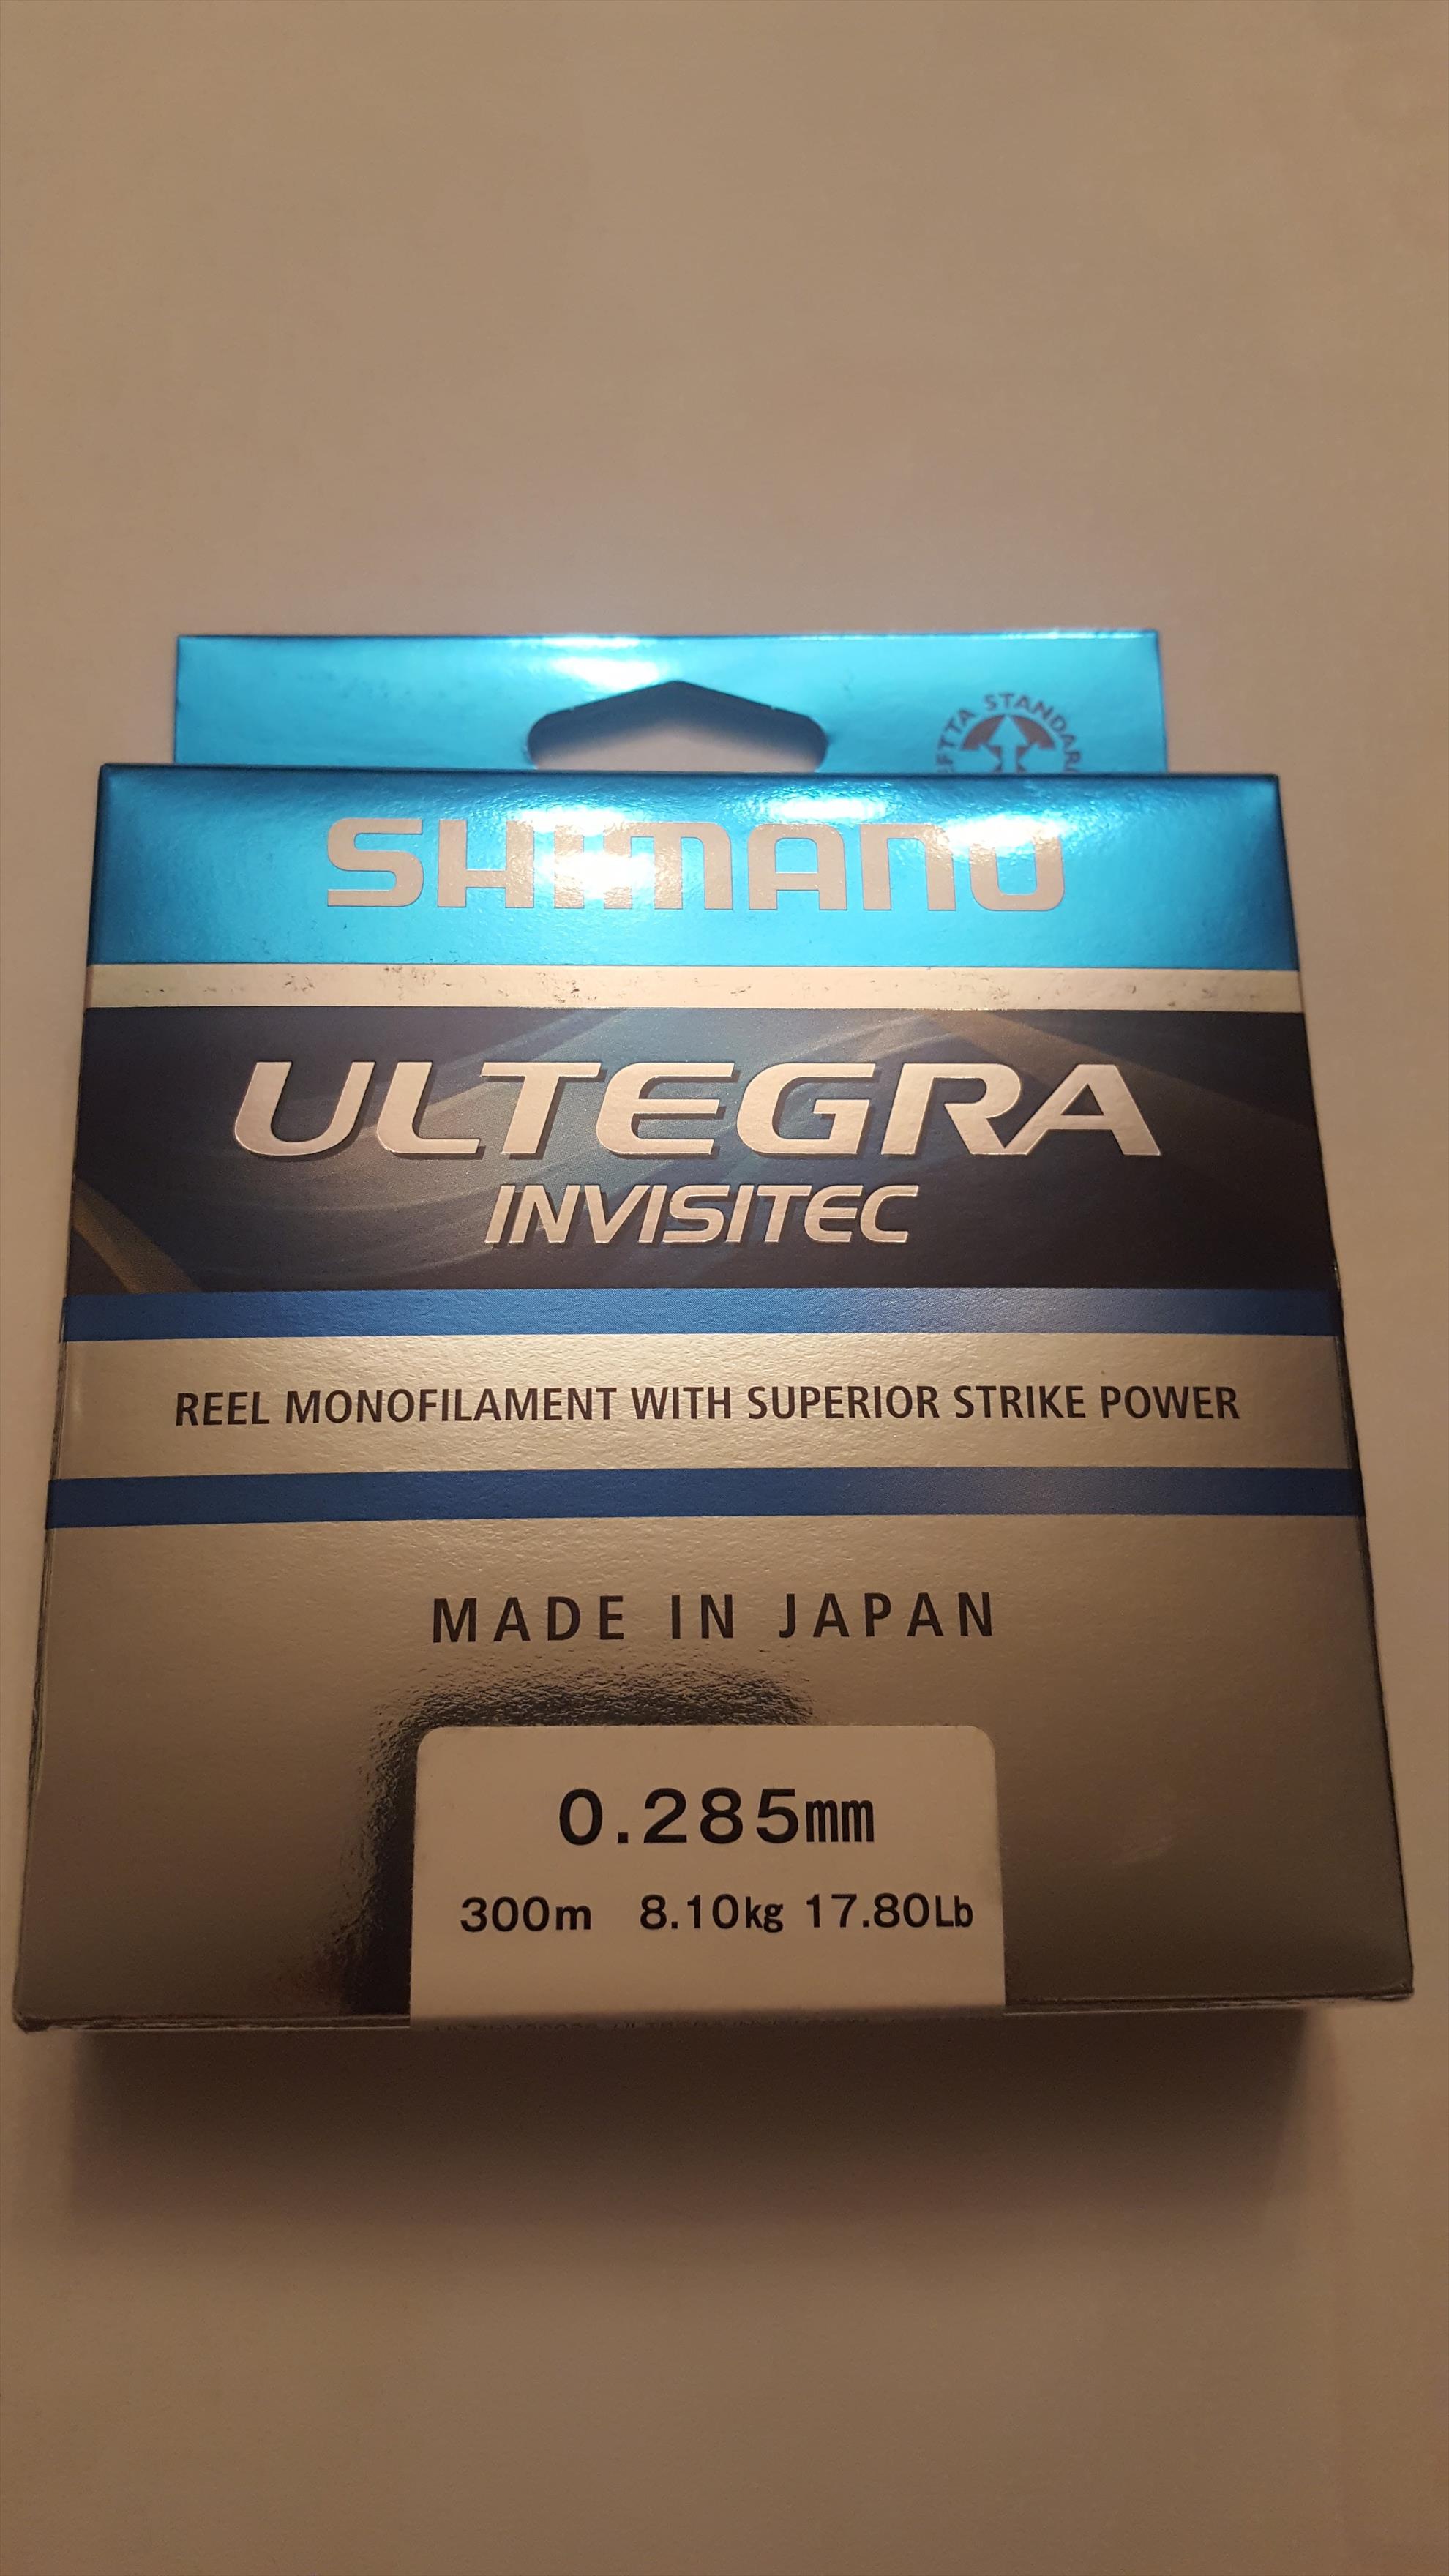 STANDAR
SHIMANO
ULTEGRA
INVISITEC
REEL MONOFILAMENT WITH SUPERIOR STRIKE POWER
MADE IN JAPAN
0.285mm
300m 8.10kg 17.80Lb